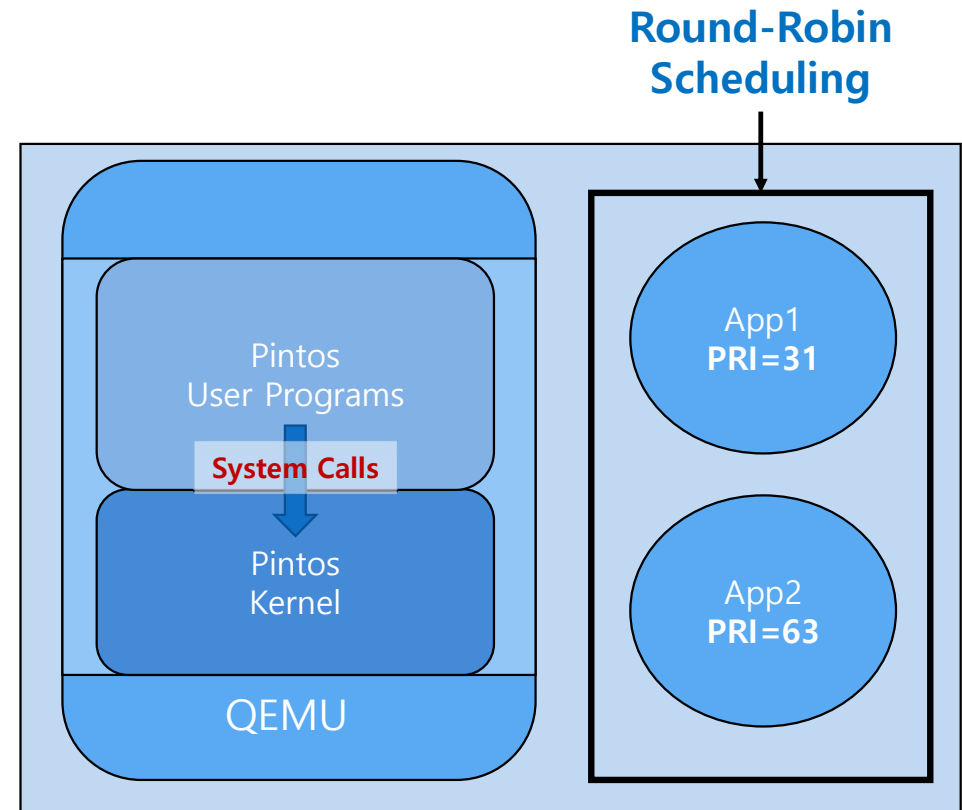 Round-Robin
Scheduling
Pintos
User Programs
System Calls
Pintos
Kernel
QEMU
App1
PRI=31
App2
PRI=63